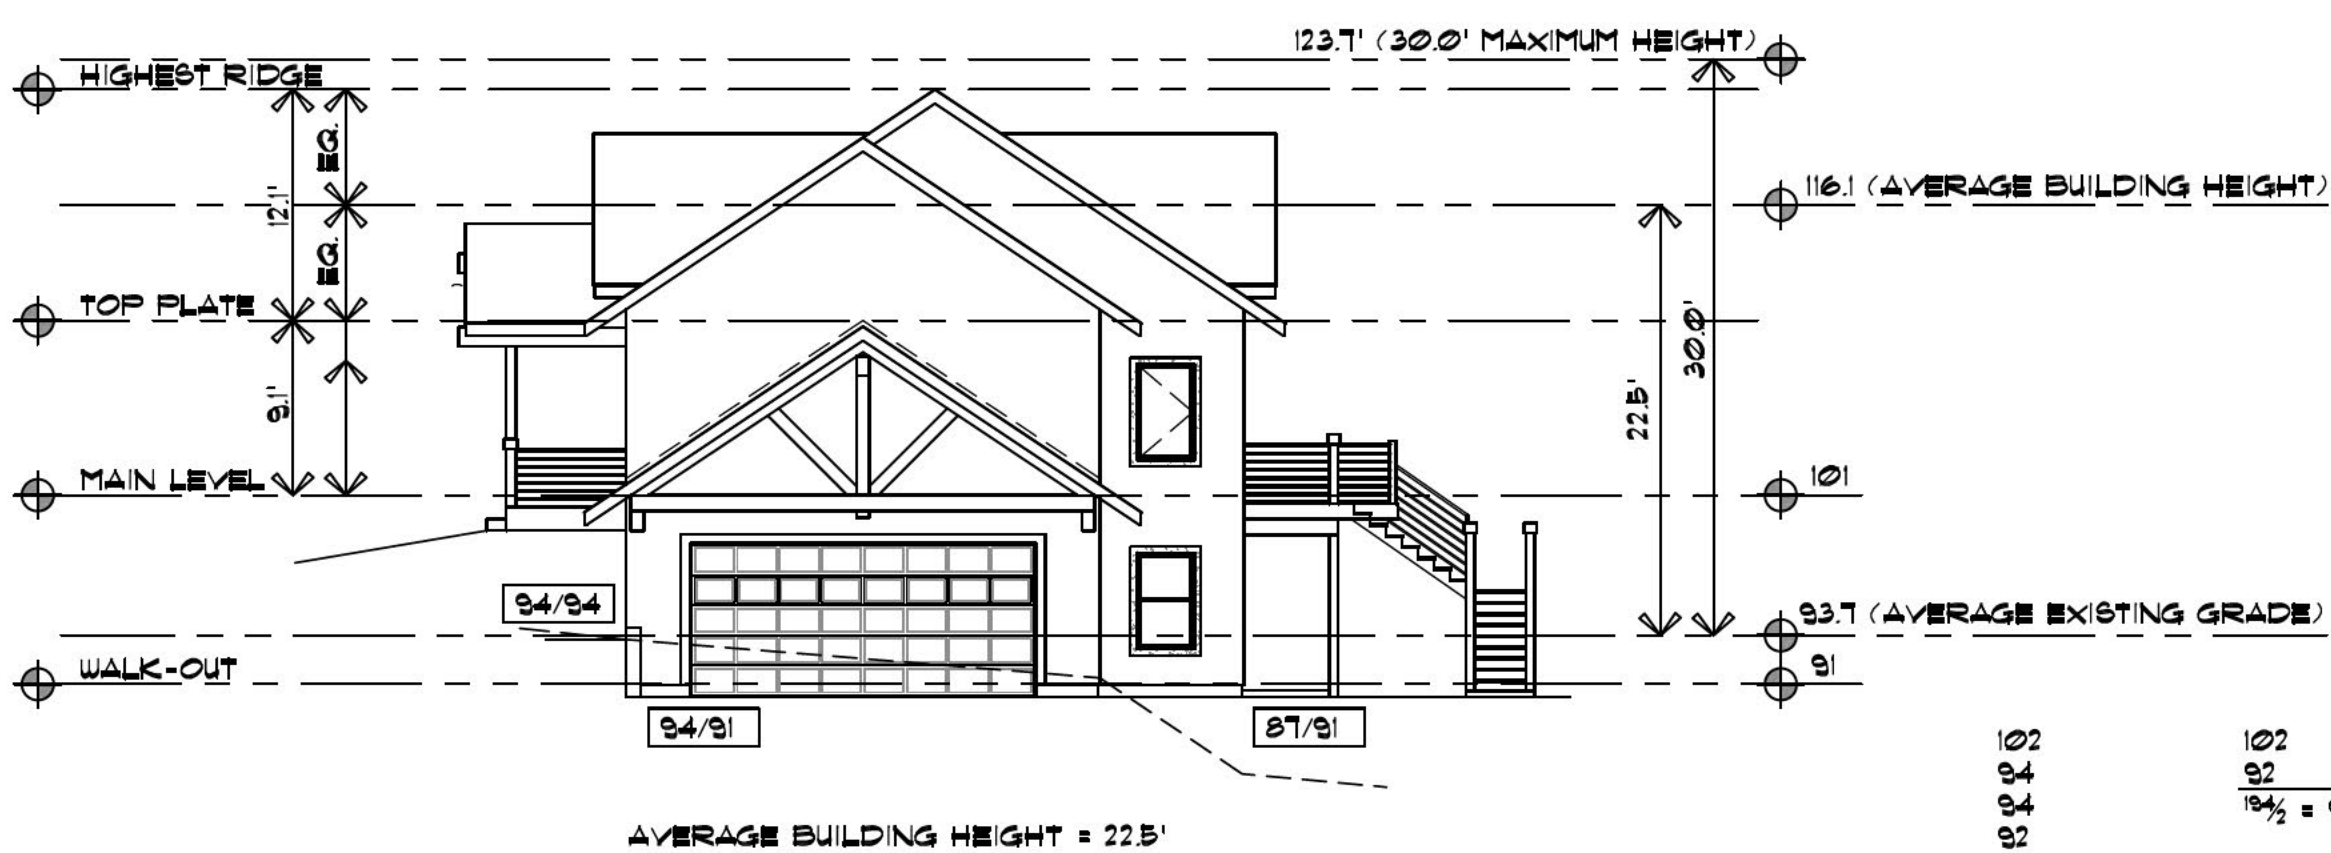 123.7' (30.0' MAXIMUM HEIGHT)
HIGHEST RIDGE
EQ.
12.1'
116.1 (AVERAGE BUILDING HEIGHT)
EQ.
TOP PLATE
30.0'
9.1'
22.5'
MAIN LEVEL
101
94/94
93.7 (AVERAGE EXISTING GRADE)
WALK-OUT
91
94/91
87/91
102
94
94
92
102
92
194/2 =
AVERAGE BUILDING HEIGHT = 22.5'